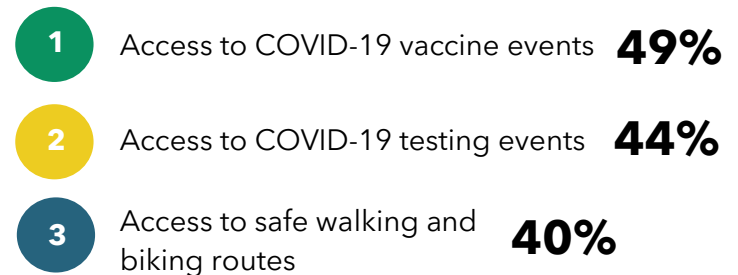 1 Access to COVID-19 vaccine events 49%
2 Access to COVID-19 testing events 44%
3 Access to safe walking and
biking routes 40%